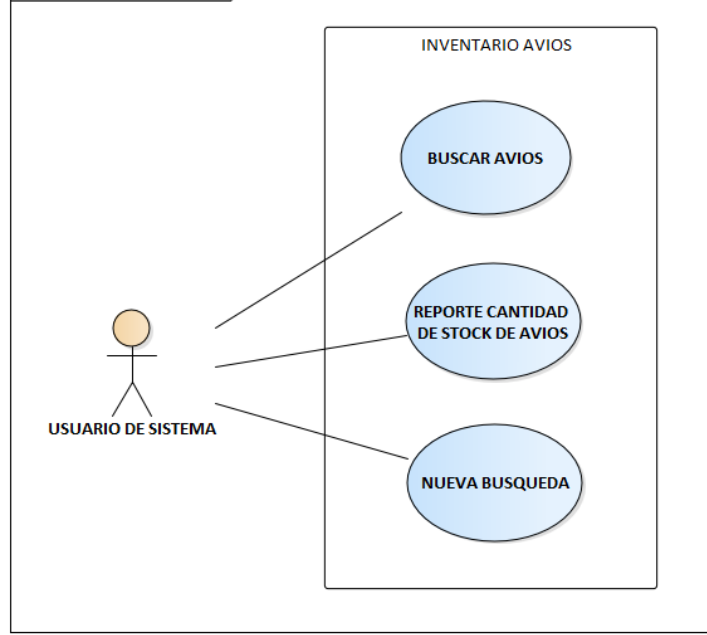 INVENTARIO AVIOS
BUSCAR AVIOS
REPORTE CANTIDAD
DE STOCK DE AVIOS
USUARIO DE SISTEMA
NUEVA BUSQUEDA